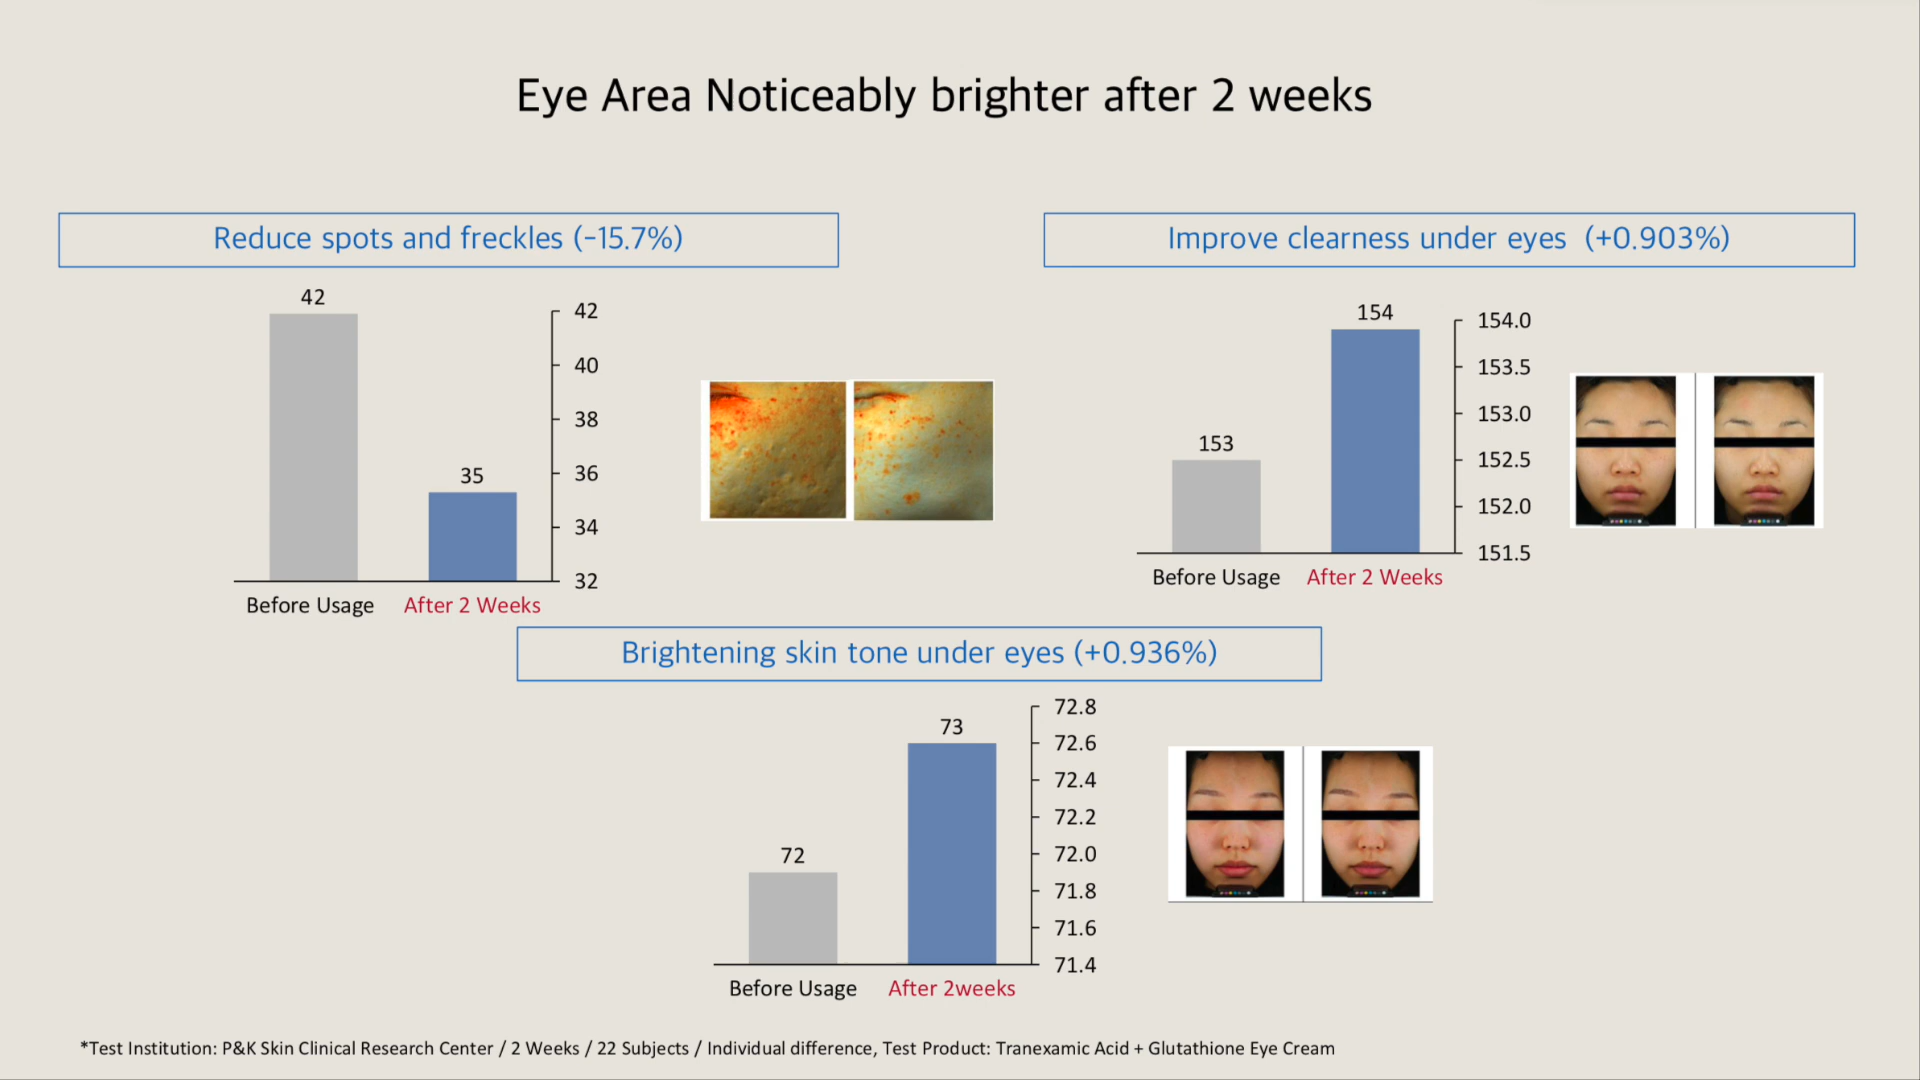 Eye Area Noticeably brighter after 2 weeks
Reduce spots and freckles (-15.7%)
42
35
42
40
38
36
34
32
Before Usage
After 2 Weeks
Improve clearness under eyes (+0.903%)
153
154
154.0
153.5
153.0
152.5
152.0
151.5
Before Usage
After 2 Weeks
Brightening skin tone under eyes (+0.936%)
72
73
72.8
72.6
72.4
72.2
72.0
71.8
71.6
71.4
Before Usage
After 2weeks
*Test Institution: P&K Skin Clinical Research Center / 2 Weeks / 22 Subjects / Individual difference, Test Product: Tranexamic Acid + Glutathione Eye Cream